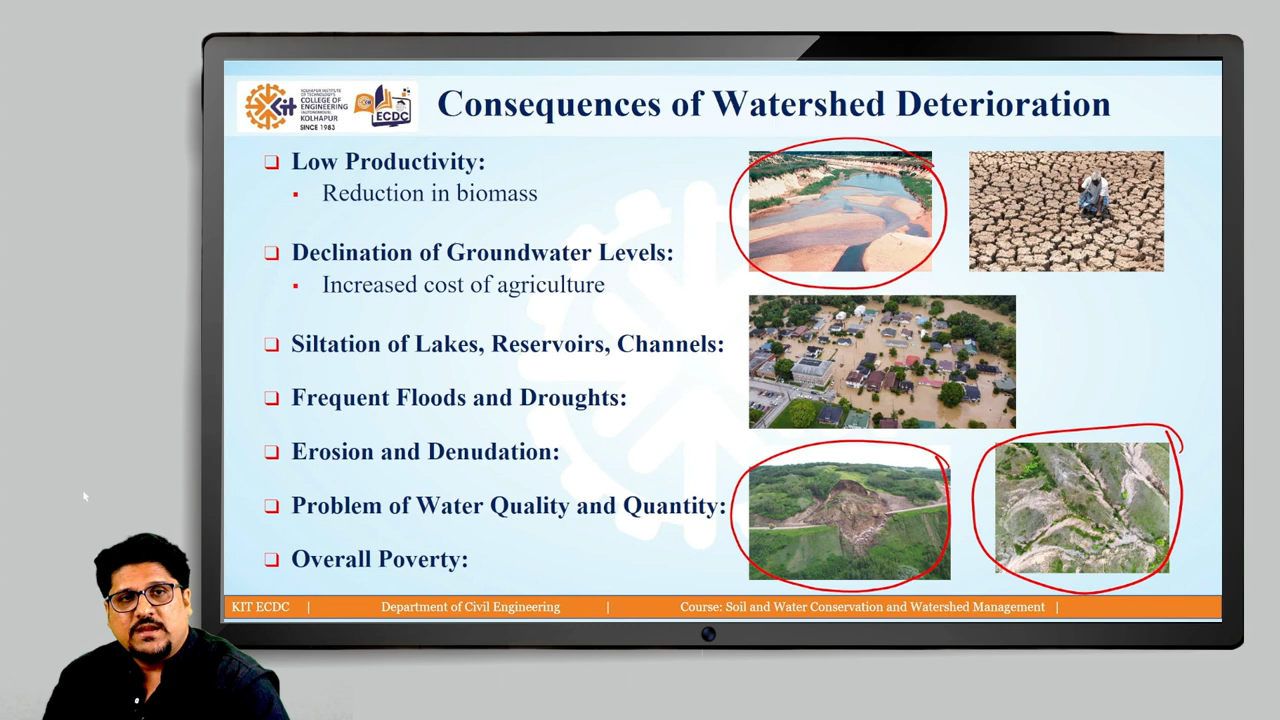 KOLHAPUR INSTITUTE
OF TECHNOLOGY'S
COLLEGE OF
ENGINEERING
(AUTONOMOUS),
KOLHAPUR
SINCE 1983
Kit
ECDC
Consequences of Watershed Deterioration
Low Productivity:
Reduction in biomass
Declination of Groundwater Levels:
Increased cost of agriculture
Siltation of Lakes, Reservoirs, Channels:
Frequent Floods and Droughts:
Erosion and Denudation:
Problem of Water Quality and Quantity:
Overall Poverty:
KIT ECDC | Department of Civil Engineering | Course: Soil and Water Conservation and Watershed Management |